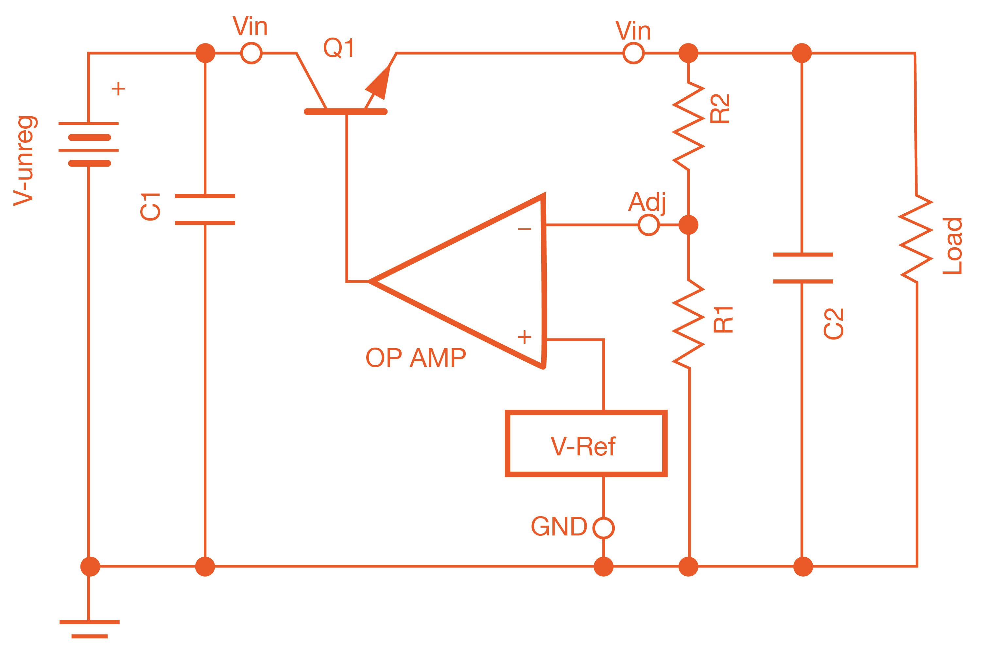 Vin
Q1
Vin
+
V-unreg
R2
C1
Adj
−
Load
R1
C2
+
OP AMP
V-Ref
GND